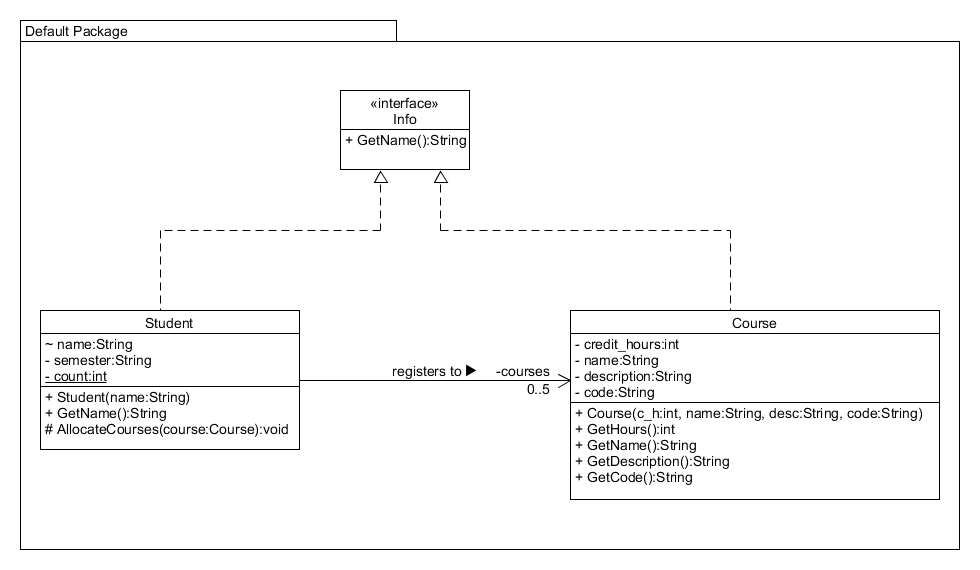 Default Package
«interface»
Info
+ GetName():String
Student
~ name:String
- semester:String
- count:int
+ Student(name:String)
+ GetName():String
# AllocateCourses(course:Course):void
registers to ▶
-courses
0..5
Course
- credit_hours:int
- name:String
- description:String
- code:String
+ Course(c_h:int, name:String, desc:String, code:String)
+ GetHours():int
+ GetName():String
+ GetDescription():String
+ GetCode():String